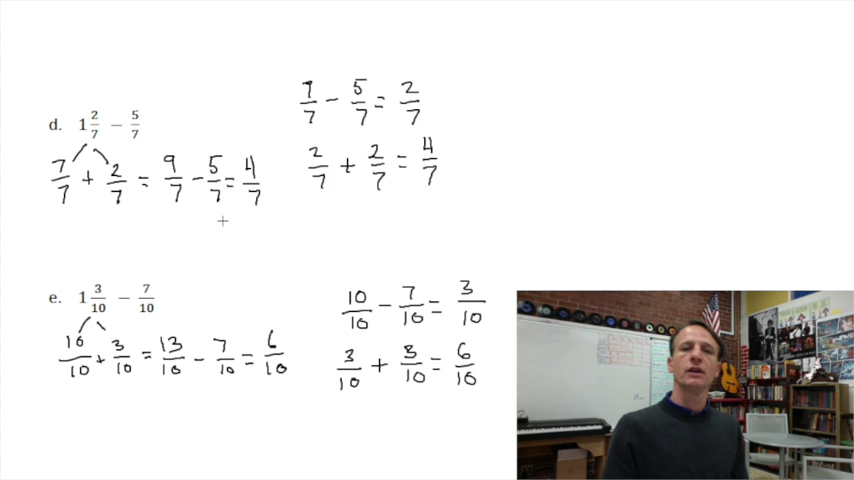 d. 1 2/7 − 5/7
7/7 + 2/7 = 9/7 − 5/7 = 4/7
7/7 − 5/7 = 2/7
2/7 + 2/7 = 4/7
e. 1 3/10 − 7/10
10/10 + 3/10 = 13/10 − 7/10 = 6/10
10/10 − 7/10 = 3/10
3/10 + 3/10 = 6/10